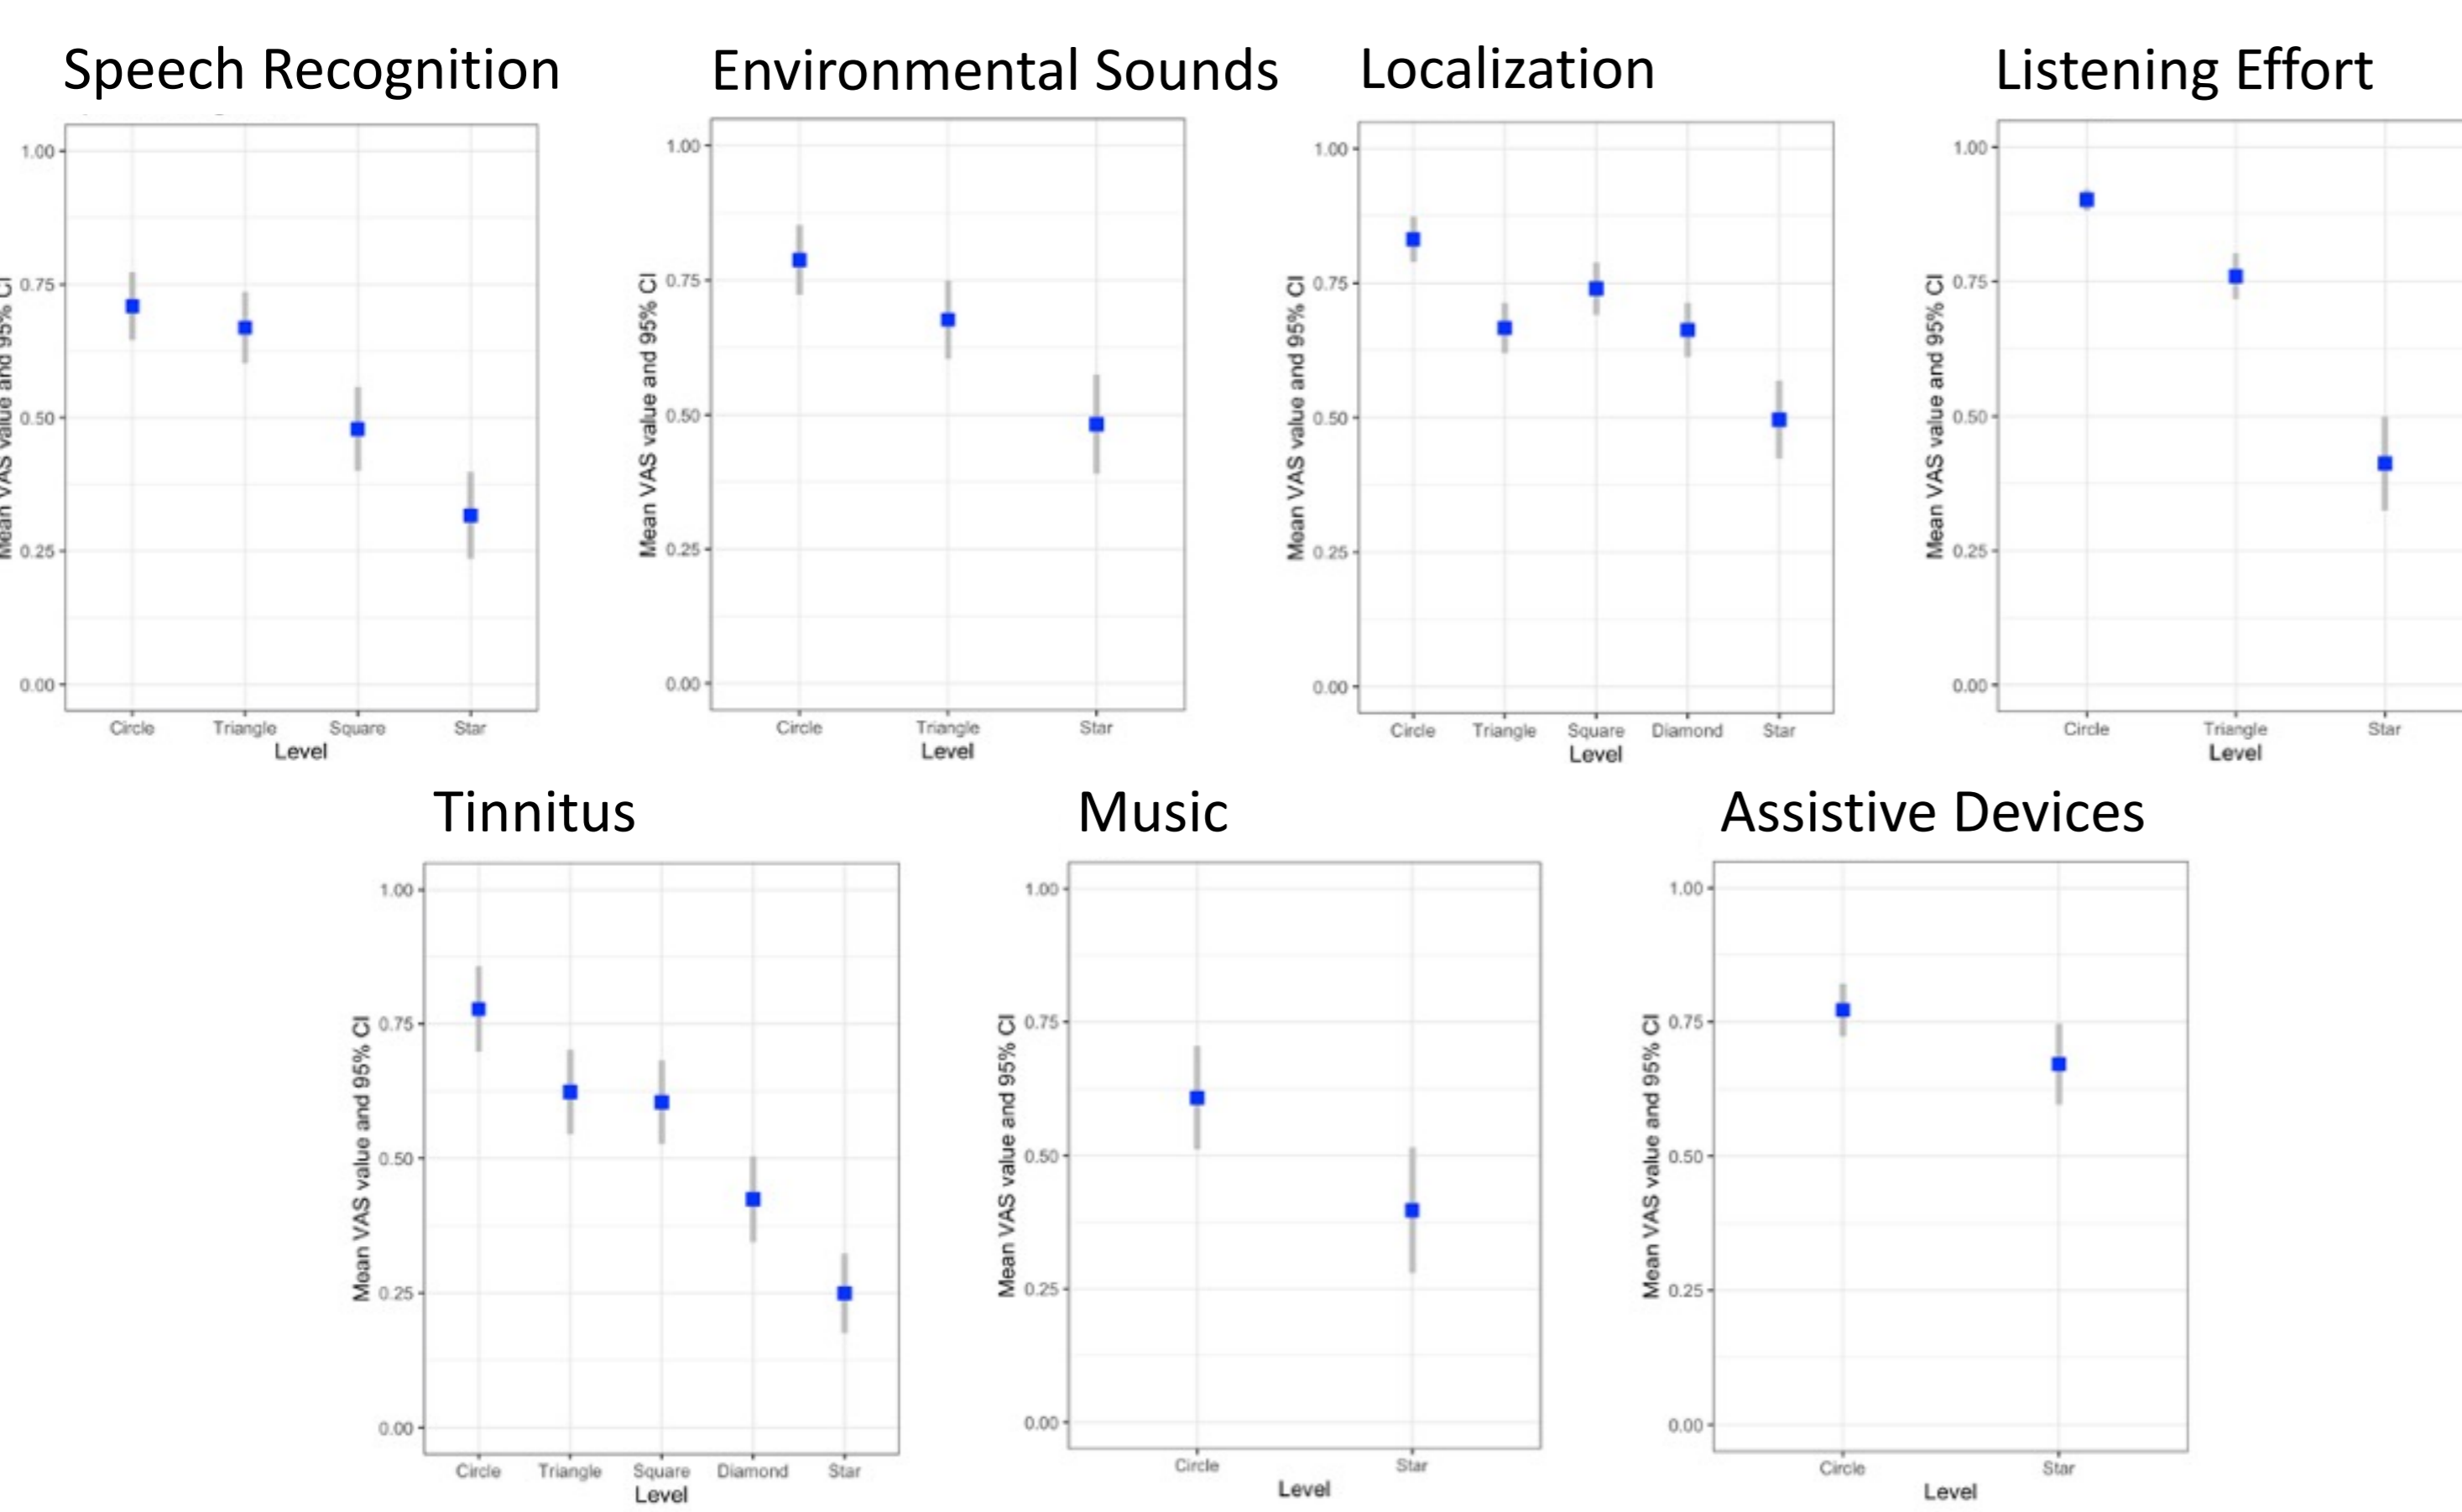 Speech Recognition
Mean VAS value and 95% CI
1.00
0.75
0.50
0.25
0.00
Circle Triangle Square Star
Level
Environmental Sounds
Mean VAS value and 95% CI
1.00
0.75
0.50
0.25
0.00
Circle Triangle Star
Level
Localization
Mean VAS value and 95% CI
1.00
0.75
0.50
0.25
0.00
Circle Triangle Square Diamond Star
Level
Listening Effort
Mean VAS value and 95% CI
1.00
0.75
0.50
0.25
0.00
Circle Triangle Star
Level
Tinnitus
Mean VAS value and 95% CI
1.00
0.75
0.50
0.25
0.00
Circle Triangle Square Diamond Star
Level
Music
Mean VAS value and 95% CI
1.00
0.75
0.50
0.25
0.00
Circle Star
Level
Assistive Devices
Mean VAS value and 95% CI
1.00
0.75
0.50
0.25
0.00
Circle Star
Level